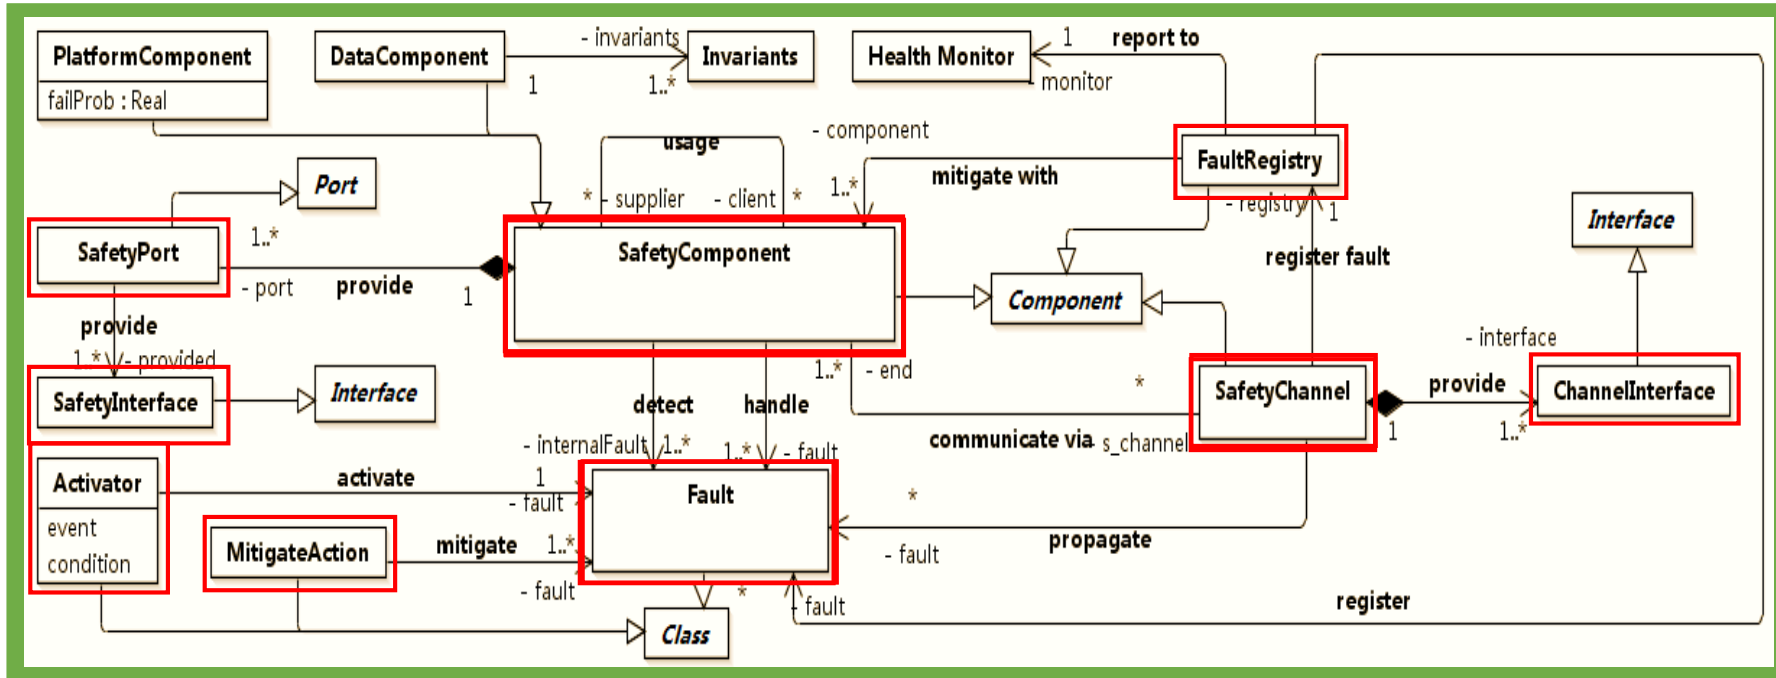 PlatformComponent
failProb : Real
DataComponent
- invariants
1
1..*
Invariants
Health Monitor
1
report to
- monitor
usage
- component
* - supplier
- client *
1..*
mitigate with
FaultRegistry
- registry
1
Port
SafetyPort
1..*
- port
provide
1
SafetyComponent
Component
register fault
Interface
provide
1..*
- provided
SafetyInterface
Interface
detect
handle
1..*
- end
*
communicate via
s_channel
SafetyChannel
provide
1
1..*
- interface
ChannelInterface
- internalFault
1..*
1..*
- fault
Activator
event
condition
activate
1
- fault
Fault
MitigateAction
mitigate
1..*
- fault
*
- fault
propagate
*
- fault
register
Class